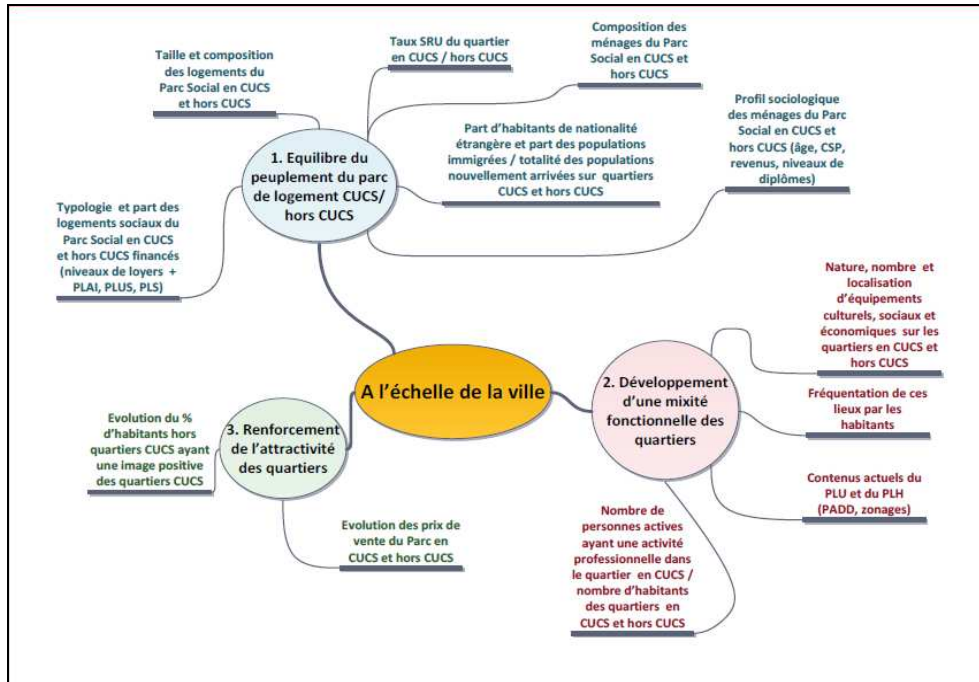 Taille et composition
des logements du
Parc Social en CUCS
et hors CUCS
Taux SRU du quartier
en CUCS / hors CUCS
Composition des
ménages du Parc
Social en CUCS et
hors CUCS
Profil sociologique
des ménages du Parc
Social en CUCS et
hors CUCS (âge, CSP,
revenus, niveaux de
diplômes)
1. Equilibre du
peuplement du parc
de logement CUCS/
hors CUCS
Part d’habitants de nationalité
étrangère et part des populations
immigrées / totalité des populations
nouvellement arrivées sur quartiers
CUCS et hors CUCS
Typologie et part des
logements sociaux du
Parc Social en CUCS
et hors CUCS financés
(niveaux de loyers +
PLAI, PLUS, PLS)
A l’échelle de la ville
2. Développement
d’une mixité
fonctionnelle des
quartiers
Nature, nombre et
localisation
d’équipements
culturels, sociaux et
économiques sur les
quartiers en CUCS et
hors CUCS
Fréquentation de ces
lieux par les
habitants
Contenus actuels du
PLU et du PLH
(PADD, zonages)
Nombre de
personnes actives
ayant une activité
professionnelle dans
le quartier en CUCS /
nombre d’habitants
des quartiers en
CUCS et hors CUCS
3. Renforcement
de l’attractivité
des quartiers
Evolution du %
d’habitants hors
quartiers CUCS ayant
une image positive
des quartiers CUCS
Evolution des prix de
vente du Parc en
CUCS et hors CUCS